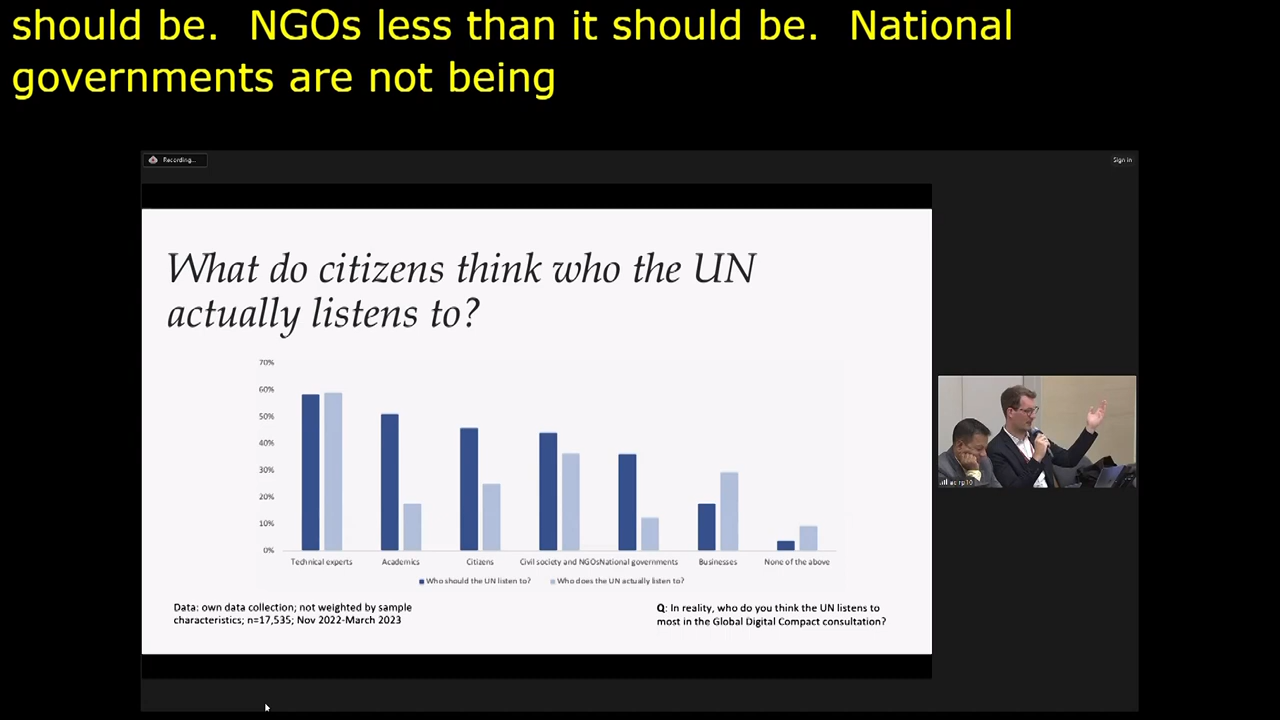 should be.  NGOs less than it should be.  National
governments are not being
Recording...
Sign in
What do citizens think who the UN
actually listens to?
70%
60%
50%
40%
30%
20%
10%
0%
Technical experts
Academics
Citizens
Civil society and NGOs
National governments
Businesses
None of the above
Who should the UN listen to?
Who does the UN actually listen to?
Data: own data collection; not weighted by sample
characteristics; n=17,535; Nov 2022-March 2023
Q: In reality, who do you think the UN listens to
most in the Global Digital Compact consultation?